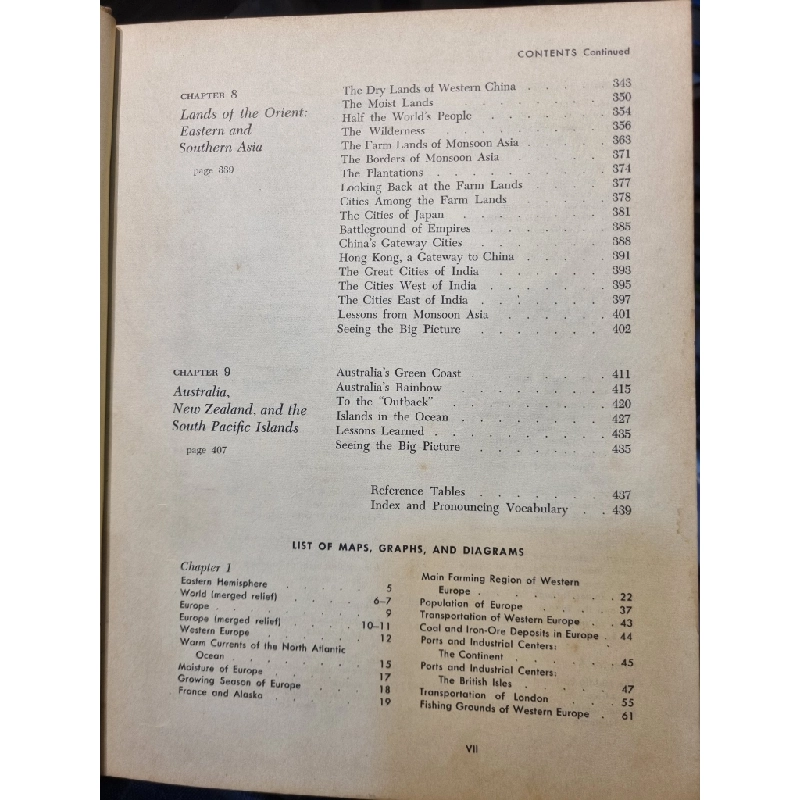 CONTENTS Continued
CHAPTER 8
Lands of the Orient:
Eastern and
Southern Asia
page 339
The Dry Lands of Western China . . . . 343
The Moist Lands . . . . . . . 350
Half the World's People . . . . . 354
The Wilderness . . . . . . . 356
The Farm Lands of Monsoon Asia . . . . 363
The Borders of Monsoon Asia . . . . 371
The Plantations . . . . . . . 374
Looking Back at the Farm Lands . . . . 377
Cities Among the Farm Lands . . . . 378
The Cities of Japan . . . . . . 381
Battleground of Empires . . . . . 385
China's Gateway Cities . . . . . 388
Hong Kong, a Gateway to China . . . . 391
The Great Cities of India . . . . . 393
The Cities West of India . . . . . 395
The Cities East of India . . . . . 397
Lessons from Monsoon Asia . . . . . 401
Seeing the Big Picture . . . . . . 402
CHAPTER 9
Australia,
New Zealand, and the
South Pacific Islands
page 407
Australia's Green Coast . . . . . 411
Australia's Rainbow . . . . . . 415
To the "Outback" . . . . . . 420
Islands in the Ocean . . . . . . 427
Lessons Learned . . . . . . . 435
Seeing the Big Picture . . . . . . 435
Reference Tables . . . . . . 437
Index and Pronouncing Vocabulary . . 439
LIST OF MAPS, GRAPHS, AND DIAGRAMS
Chapter 1
Eastern Hemisphere . . . . . 5
World (merged relief) . . . . . 6–7
Europe . . . . . . . 9
Europe (merged relief) . . . . 10–11
Western Europe . . . . . . 12
Warm Currents of the North Atlantic
Ocean . . . . . . . 15
Moisture of Europe . . . . . 17
Growing Season of Europe . . . . 18
France and Alaska . . . . . 19
Main Farming Region of Western
Europe . . . . . . . 22
Population of Europe . . . . . 37
Transportation of Western Europe . . 43
Coal and Iron-Ore Deposits in Europe . 44
Ports and Industrial Centers:
The Continent . . . . . . 45
Ports and Industrial Centers:
The British Isles . . . . . 47
Transportation of London . . . . 55
Fishing Grounds of Western Europe . 61
VII